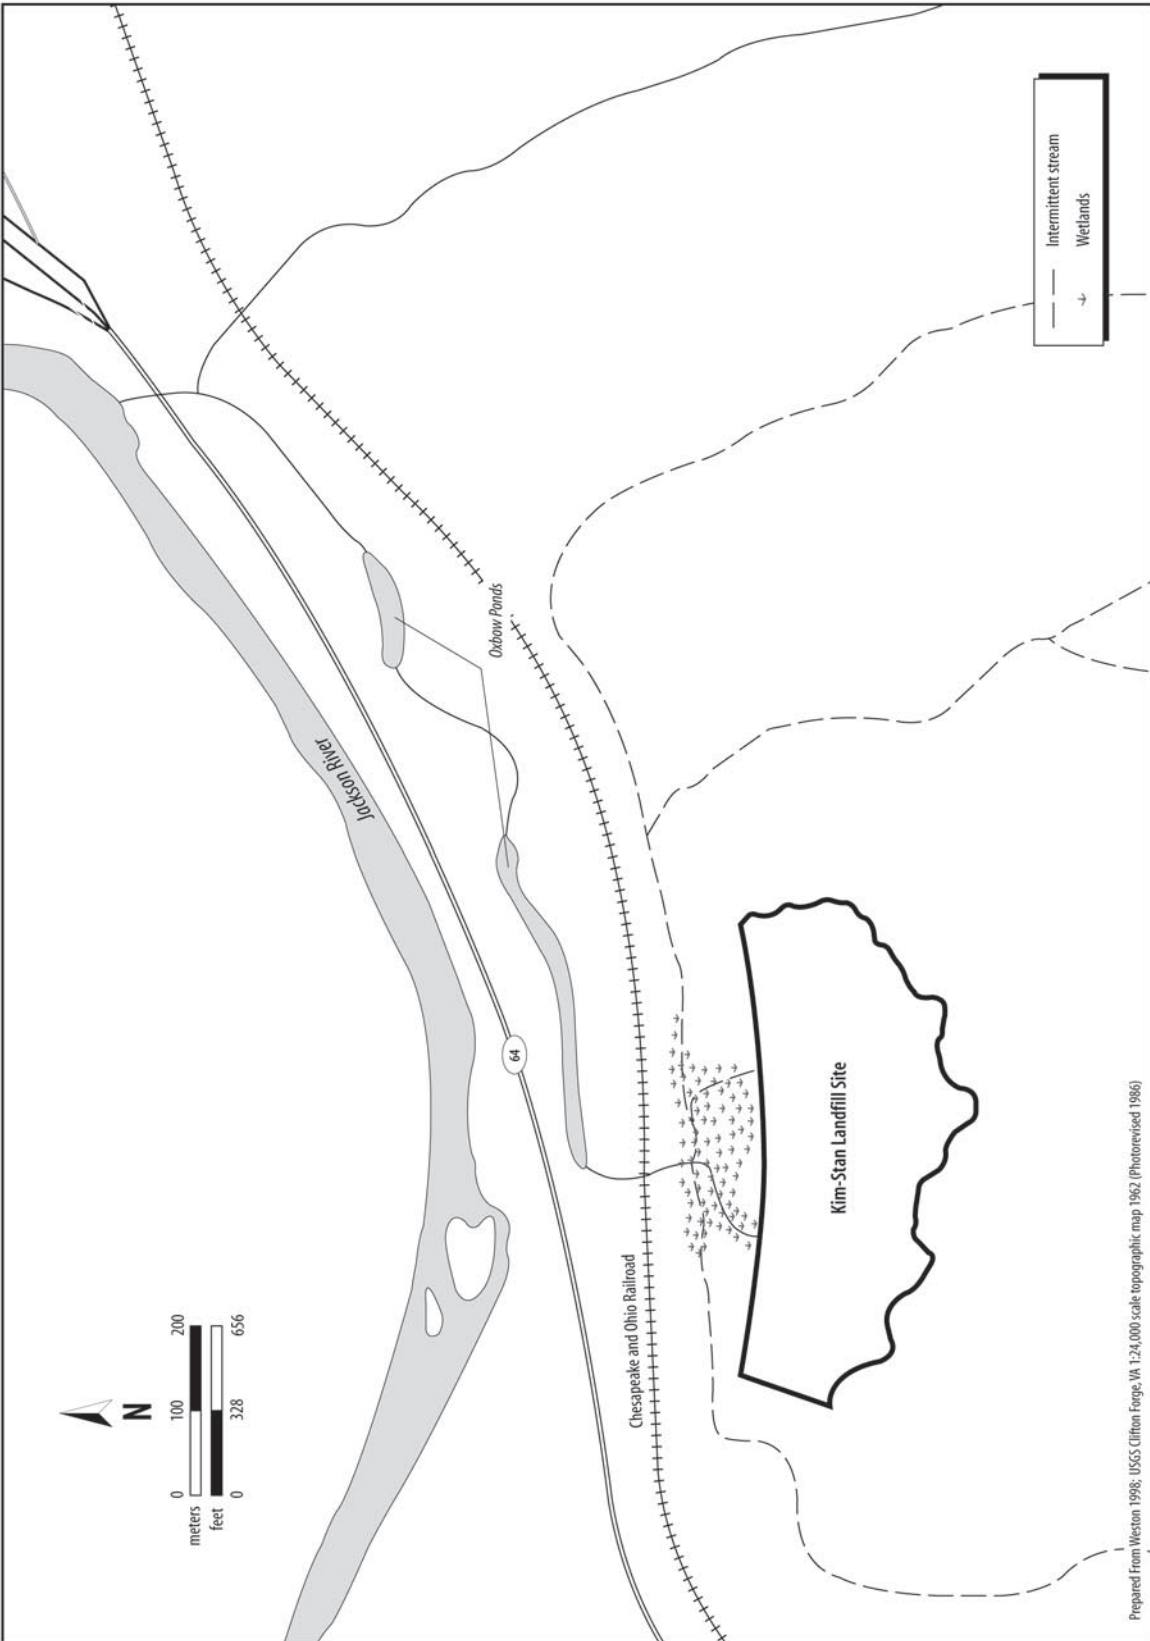 N
0 100 200
meters
feet
0 328 656
Jackson River
64
Oxbow Ponds
Chesapeake and Ohio Railroad
Kim-Stan Landfill Site
Intermittent stream
Wetlands
Prepared From Weston 1998; USGS Clifton Forge, VA 1:24,000 scale topographic map 1962 (Photorevised 1986)